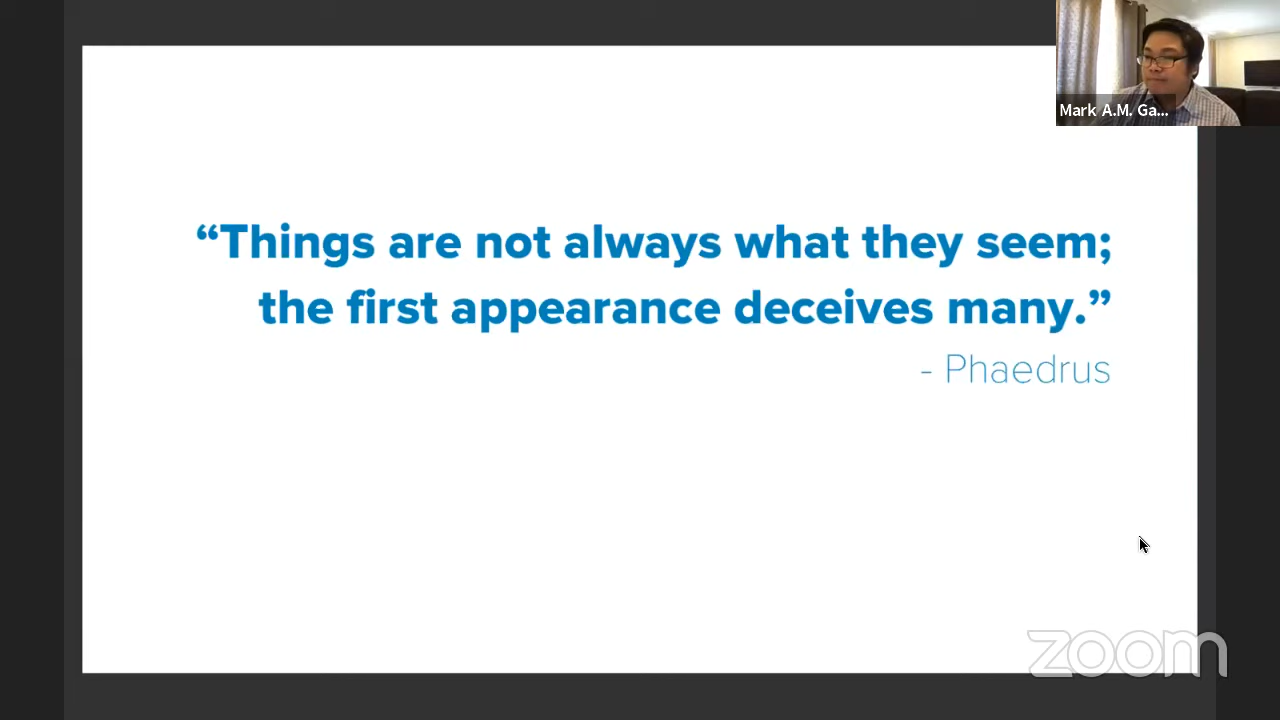 Mark A.M. Ga...
“Things are not always what they seem;
the first appearance deceives many.”
- Phaedrus
zoom